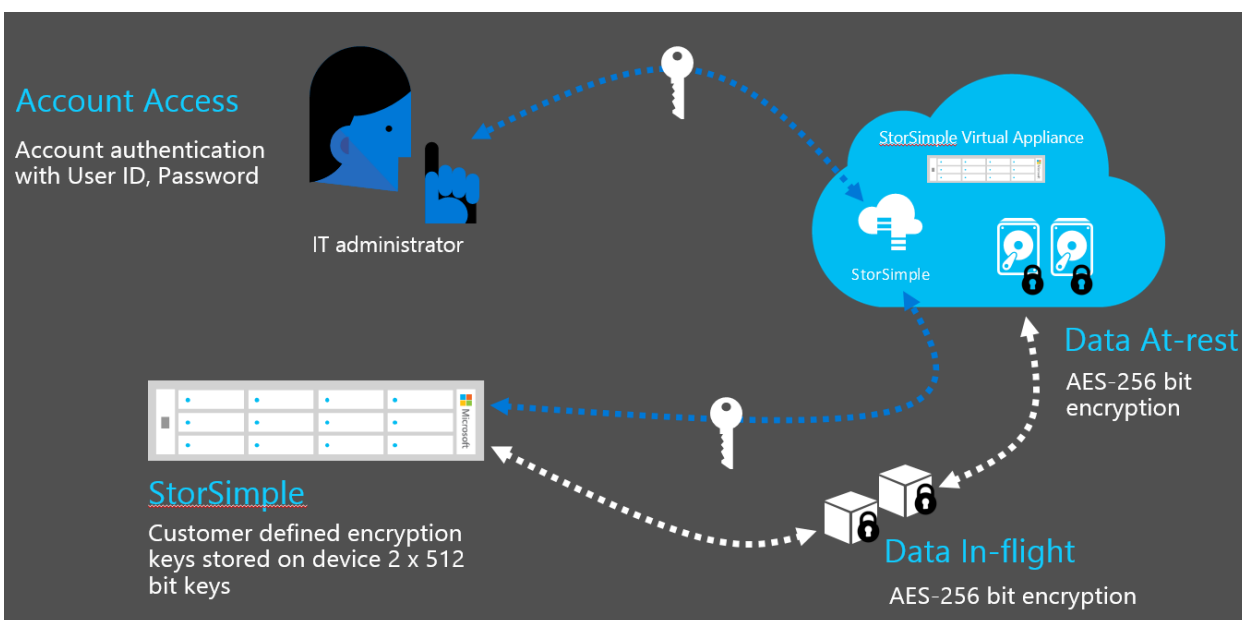 Account Access
Account authentication
with User ID, Password
IT administrator
StorSimple Virtual Appliance
StorSimple
Data At-rest
AES-256 bit
encryption
Microsoft
StorSimple
Customer defined encryption
keys stored on device 2 x 512
bit keys
Data In-flight
AES-256 bit encryption